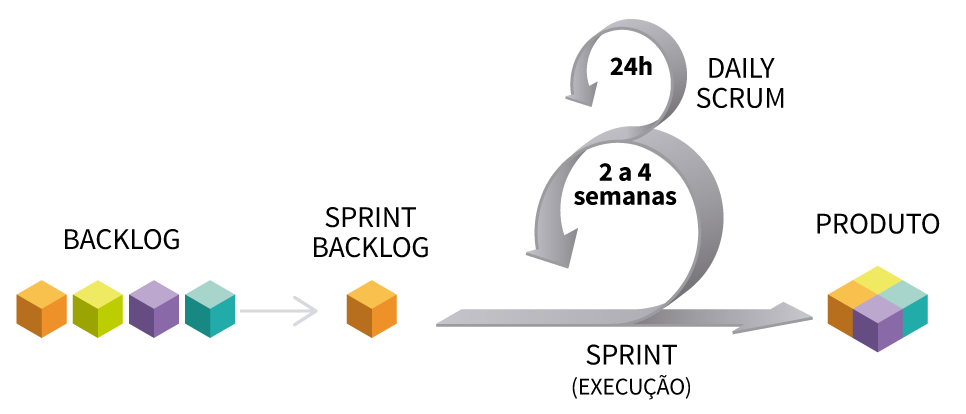 24h
DAILY
SCRUM
2 a 4
semanas
BACKLOG
SPRINT
BACKLOG
PRODUTO
SPRINT
(EXECUÇÃO)